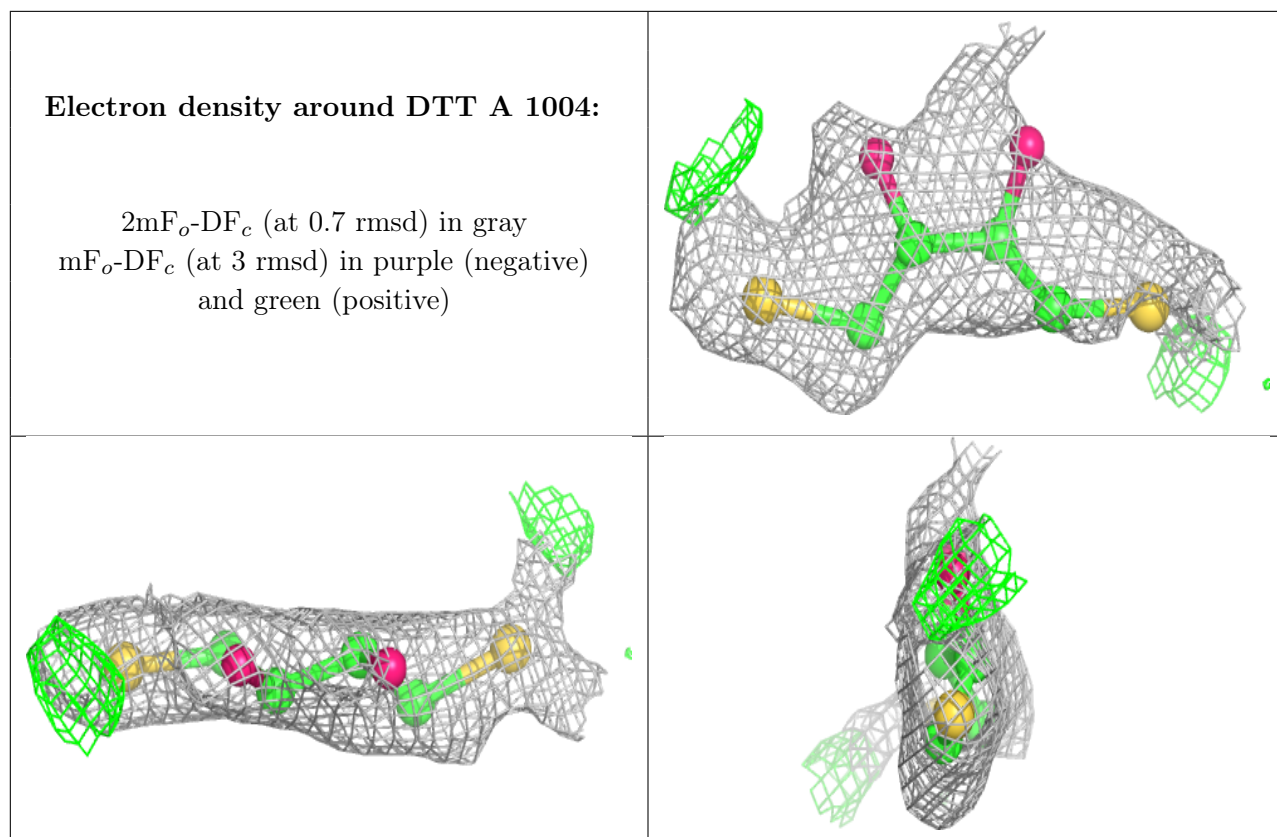 Electron density around DTT A 1004:
2mFo-DFc (at 0.7 rmsd) in gray
mFo-DFc (at 3 rmsd) in purple (negative)
and green (positive)